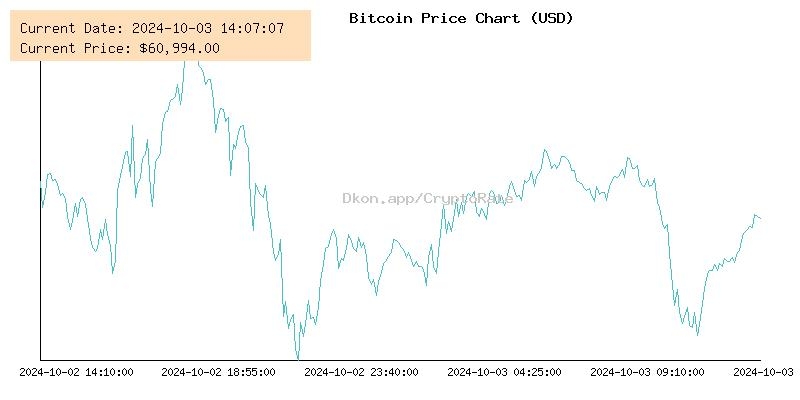 Bitcoin Price Chart (USD)
Current Date: 2024-10-03 14:07:07
Current Price: $60,994.00
Dkon.app/CryptoRate
2024-10-02 14:10:00 2024-10-02 18:55:00 2024-10-02 23:40:00 2024-10-03 04:25:00 2024-10-03 09:10:00 2024-10-03